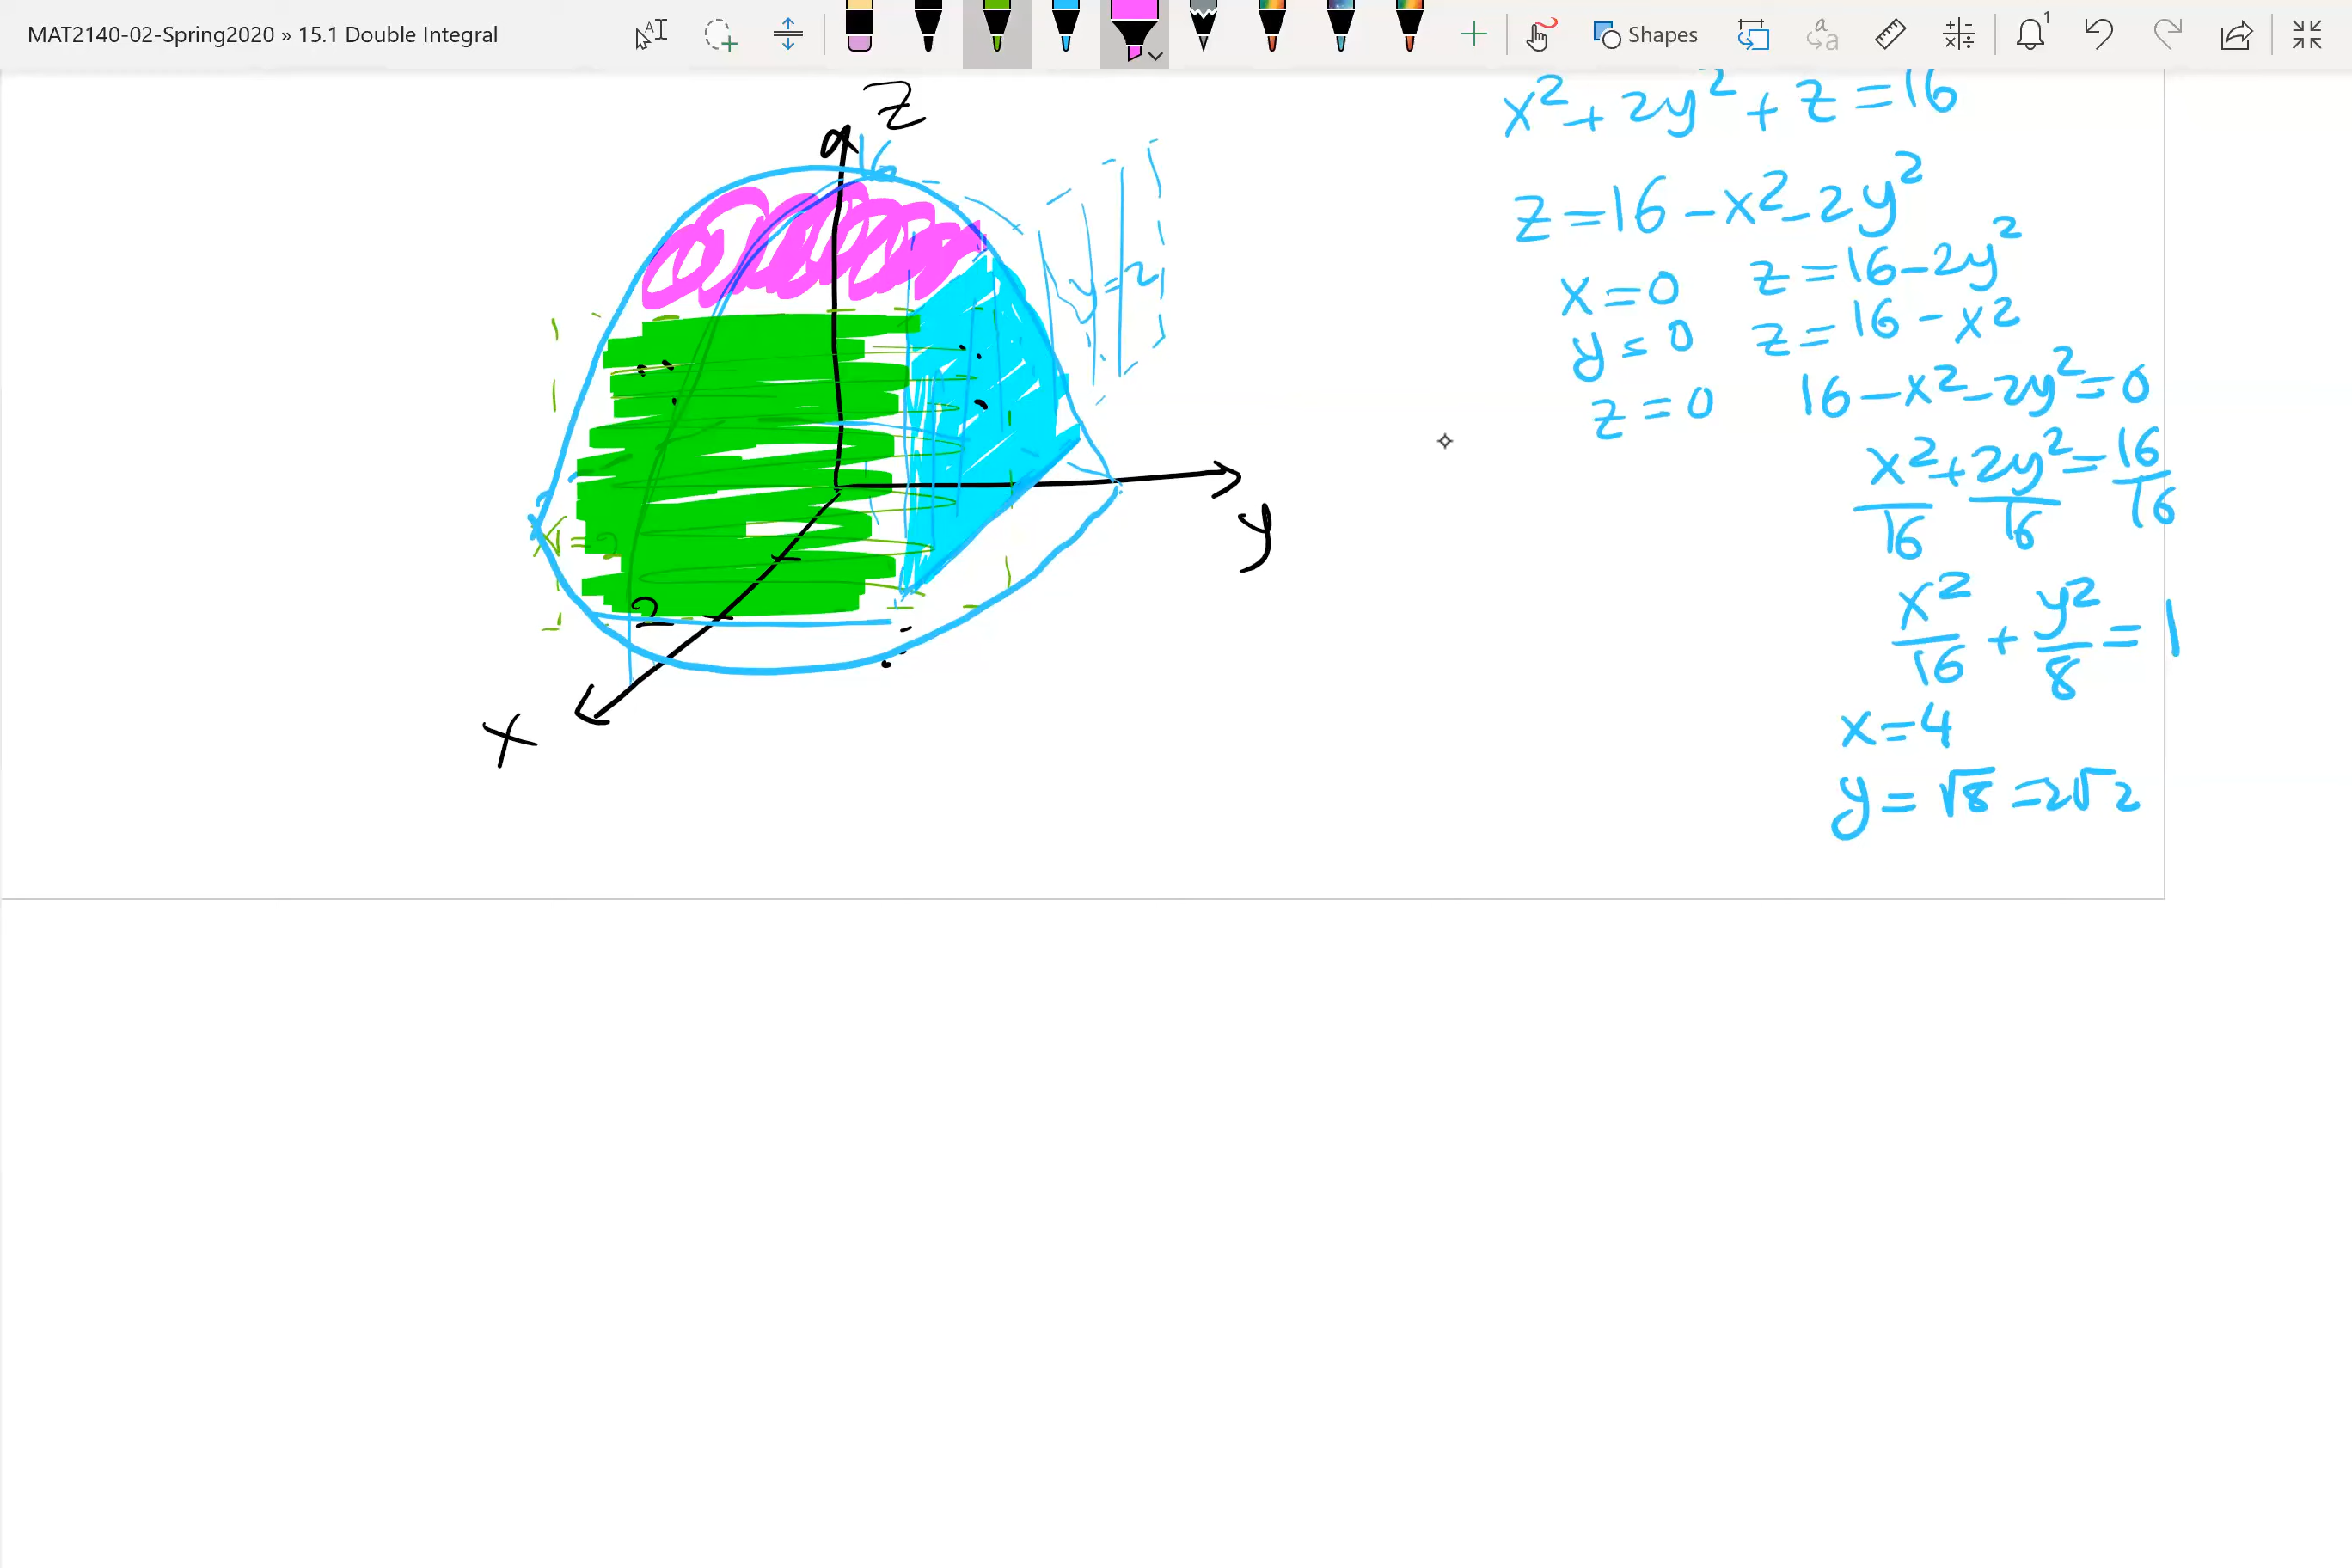 MAT2140-02-Spring2020 » 15.1 Double Integral
Shapes
z
16
y=2
x=2
2
y
x
x²+2y²+z=16
z=16-x²-2y²
x=0 z=16-2y²
y=0 z=16-x²
z=0 16-x²-2y²=0
x²/16+2y²/16=16/16
x²/16+y²/8=1
x=4
y=√8=2√2